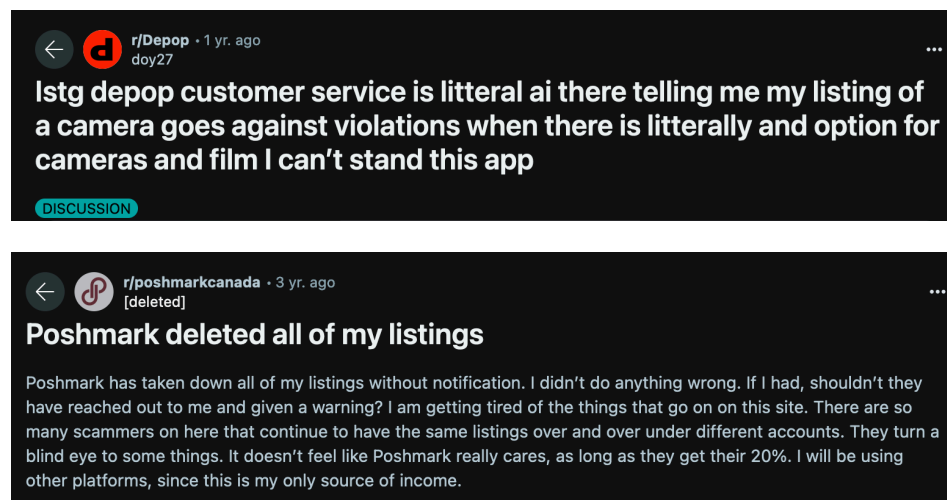 r/Depop • 1 yr. ago
doy27
Istg depop customer service is litteral ai there telling me my listing of
a camera goes against violations when there is litterally and option for
cameras and film I can’t stand this app
DISCUSSION
r/poshmarkcanada • 3 yr. ago
[deleted]
Poshmark deleted all of my listings
Poshmark has taken down all of my listings without notification. I didn’t do anything wrong. If I had, shouldn’t they
have reached out to me and given a warning? I am getting tired of the things that go on on this site. There are so
many scammers on here that continue to have the same listings over and over under different accounts. They turn a
blind eye to some things. It doesn’t feel like Poshmark really cares, as long as they get their 20%. I will be using
other platforms, since this is my only source of income.